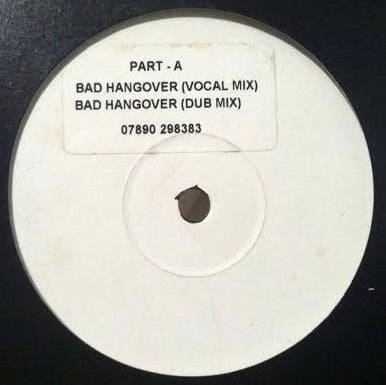 PART - A
BAD HANGOVER (VOCAL MIX)
BAD HANGOVER (DUB MIX)
07890 298383